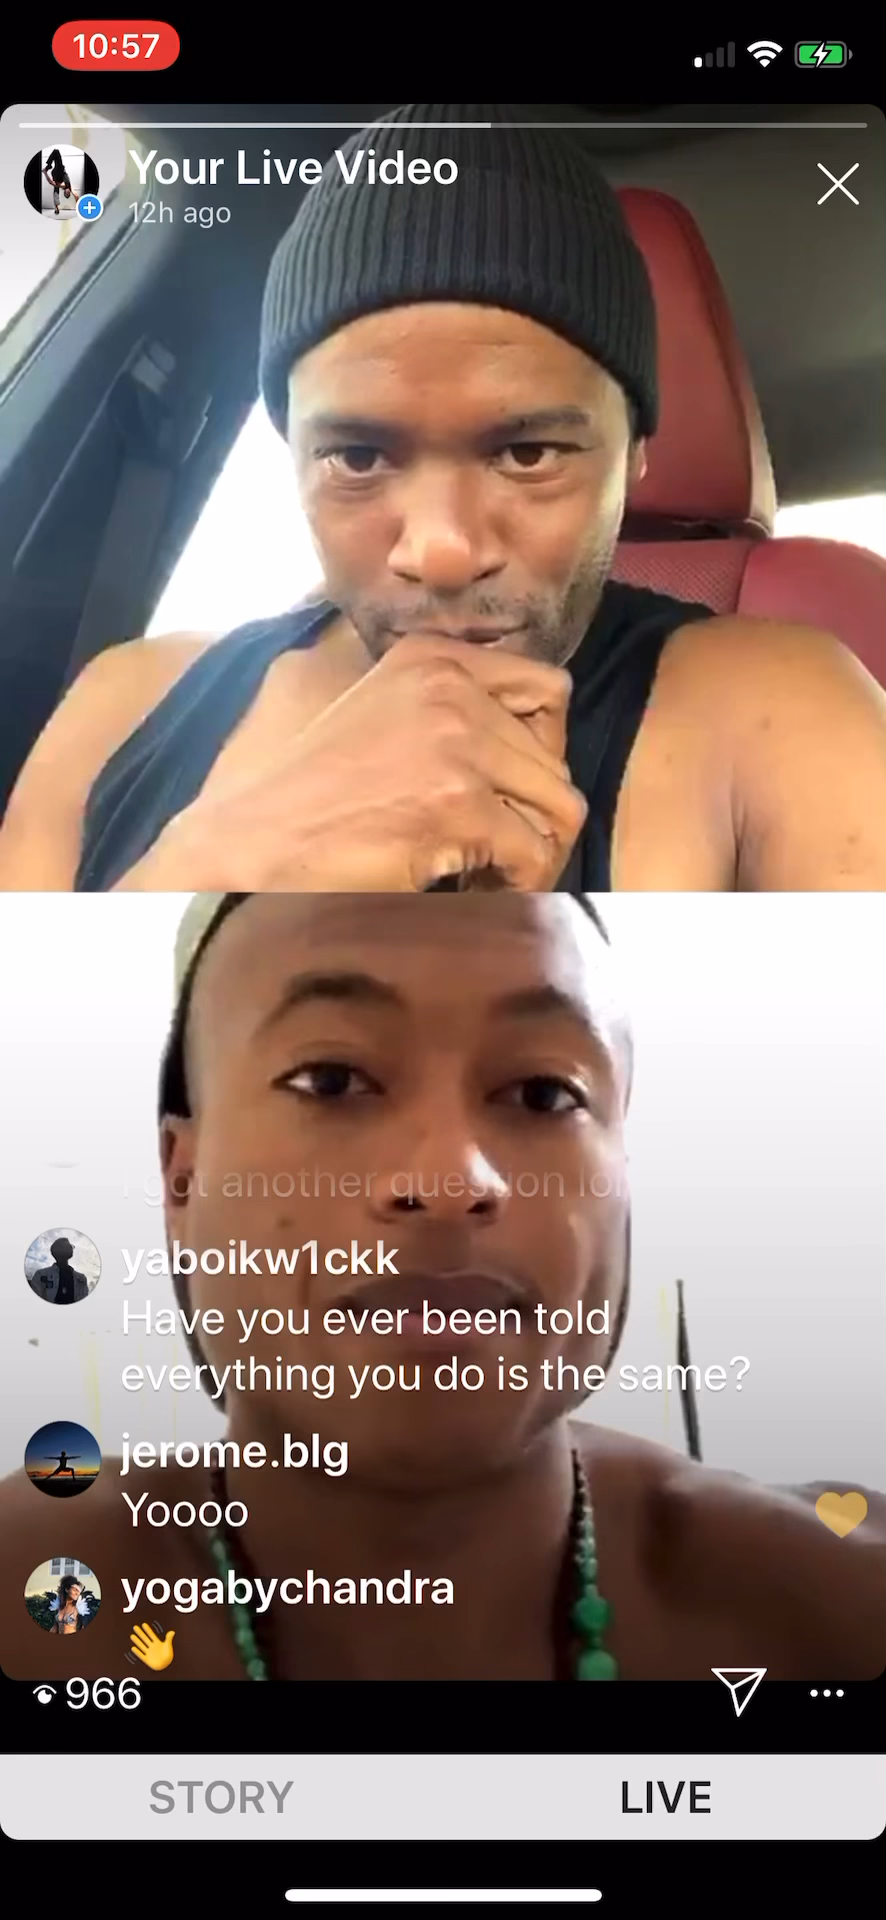 10:57
Your Live Video
12h ago
I got another question lol
yaboikw1ckk
Have you ever been told
everything you do is the same?
jerome.blg
Yoooo
yogabychandra
👋
966
STORY
LIVE